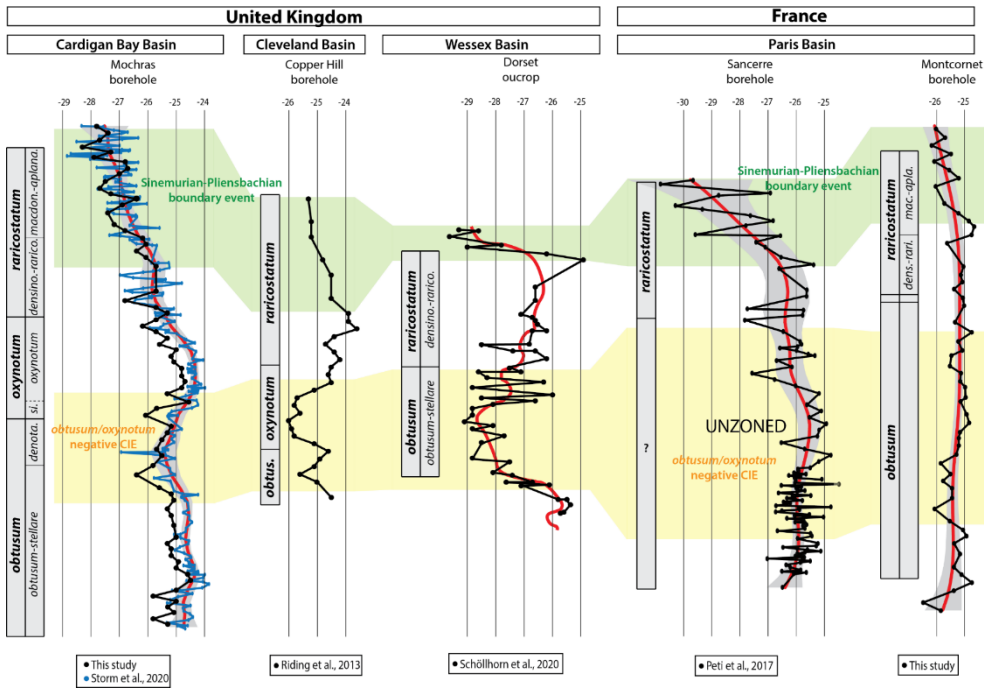 United Kingdom
France
Cardigan Bay Basin
Cleveland Basin
Wessex Basin
Paris Basin
Mochras
borehole
Copper Hill
borehole
Dorset
oucrop
Sancerre
borehole
Montcornet
borehole
-29 -28 -27 -26 -25 -24
-26 -25 -24
-29 -28 -27 -26 -25
-30 -29 -28 -27 -26 -25
-26 -25
Sinemurian-Pliensbachian
boundary event
Sinemurian-Pliensbachian
boundary event
raricostatum
densino.-rarico.
macdon.-aplana.
oxynotum
oxynotum
si.
denota.
obtusum
obtusum-stellare
obtusum/oxynotum
negative CIE
raricostatum
oxynotum
obtus.
raricostatum
densino.-rarico.
obtusum
obtusum-stellare
raricostatum
?
UNZONED
obtusum/oxynotum
negative CIE
raricostatum
mac.-apla.
dens.-rari.
obtusum
This study
Storm et al., 2020
Riding et al., 2013
Schöllhorn et al., 2020
Peti et al., 2017
This study